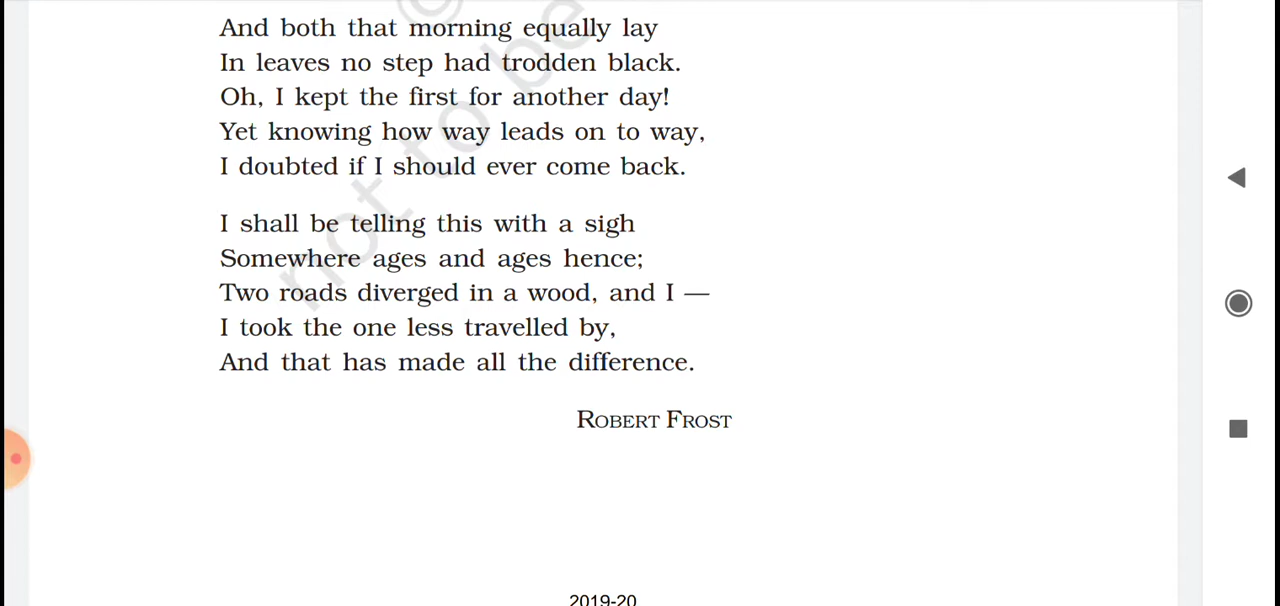 And both that morning equally lay
In leaves no step had trodden black.
Oh, I kept the first for another day!
Yet knowing how way leads on to way,
I doubted if I should ever come back.
I shall be telling this with a sigh
Somewhere ages and ages hence;
Two roads diverged in a wood, and I —
I took the one less travelled by,
And that has made all the difference.
ROBERT FROST
© not to be
2019-20